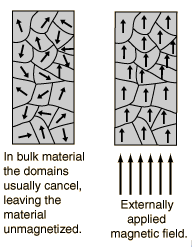 In bulk material
the domains
usually cancel,
leaving the
material
unmagnetized.
Externally
applied
magnetic field.